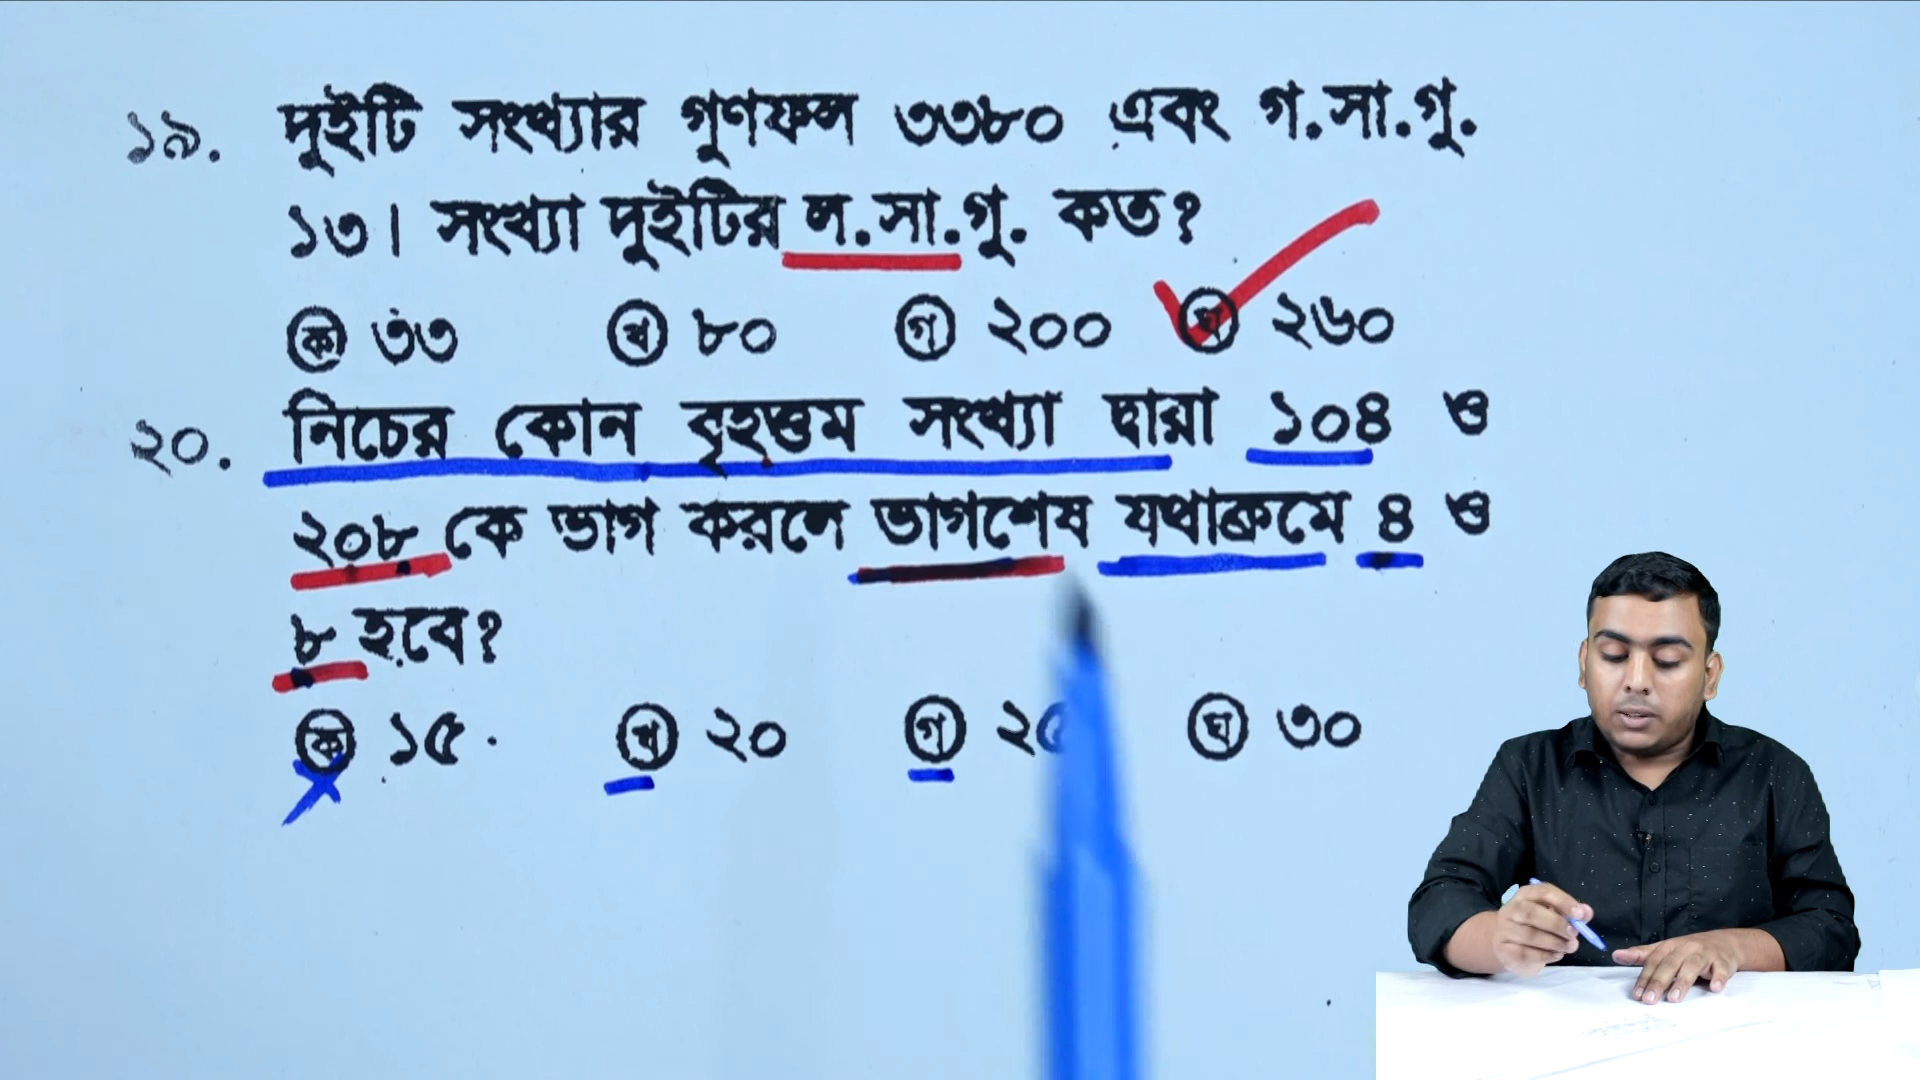 ১৯. দুইটি সংখ্যার গুণফল ৩৩৮০ এবং গ.সা.গু.
১৩। সংখ্যা দুইটির ল.সা.গু. কত?
ক ৩৩ খ ৮০ গ ২০০ ঘ ২৬০
২০. নিচের কোন বৃহত্তম সংখ্যা দ্বারা ১০৪ ও
২০৮ কে ভাগ করলে ভাগশেষ যথাক্রমে ৪ ও
৮ হবে?
ক ১৫ খ ২০ গ ২৫ ঘ ৩০